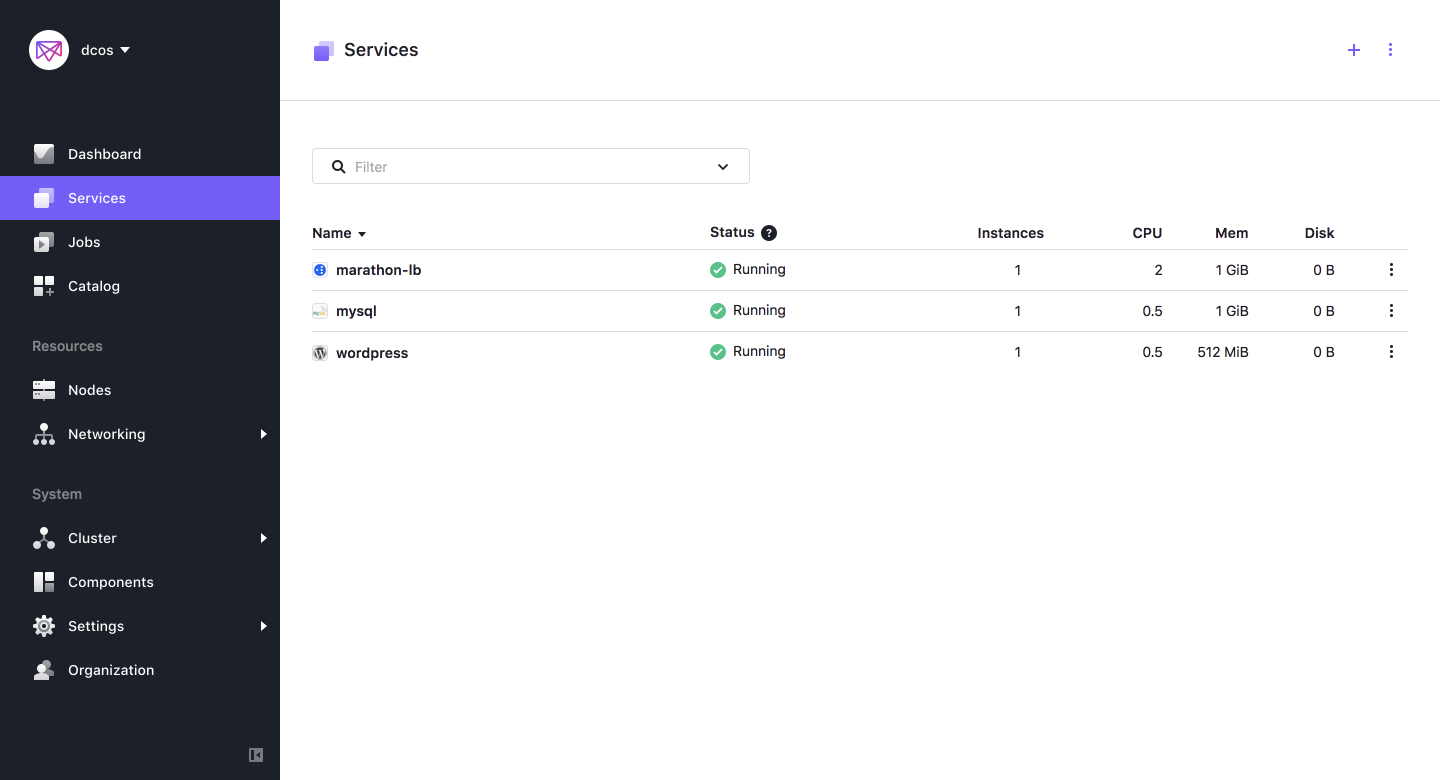 dcos
Dashboard
Services
Jobs
Catalog
Resources
Nodes
Networking
System
Cluster
Components
Settings
Organization
Services
Filter
Name Status ? Instances CPU Mem Disk
marathon-lb Running 1 2 1 GiB 0 B
mysql Running 1 0.5 1 GiB 0 B
wordpress Running 1 0.5 512 MiB 0 B